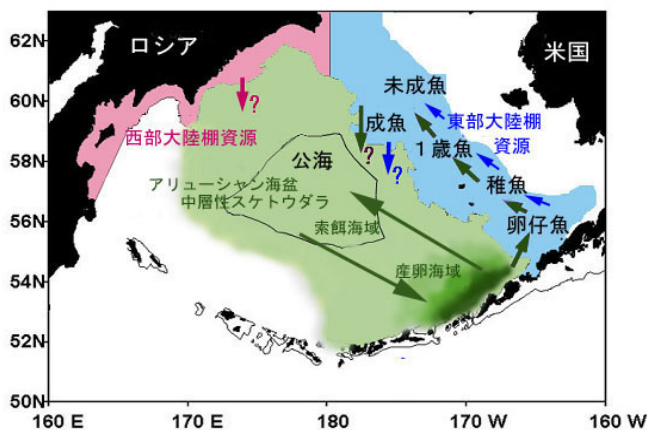 62N
60N
58N
56N
54N
52N
50N
160 E
170 E
180
170 W
160 W
ロシア
米国
未成魚
?
成魚
東部大陸棚
資源
西部大陸棚資源
1歳魚
公海
?
?
稚魚
アリューシャン海盆
中層性スケトウダラ
索餌海域
卵仔魚
産卵海域